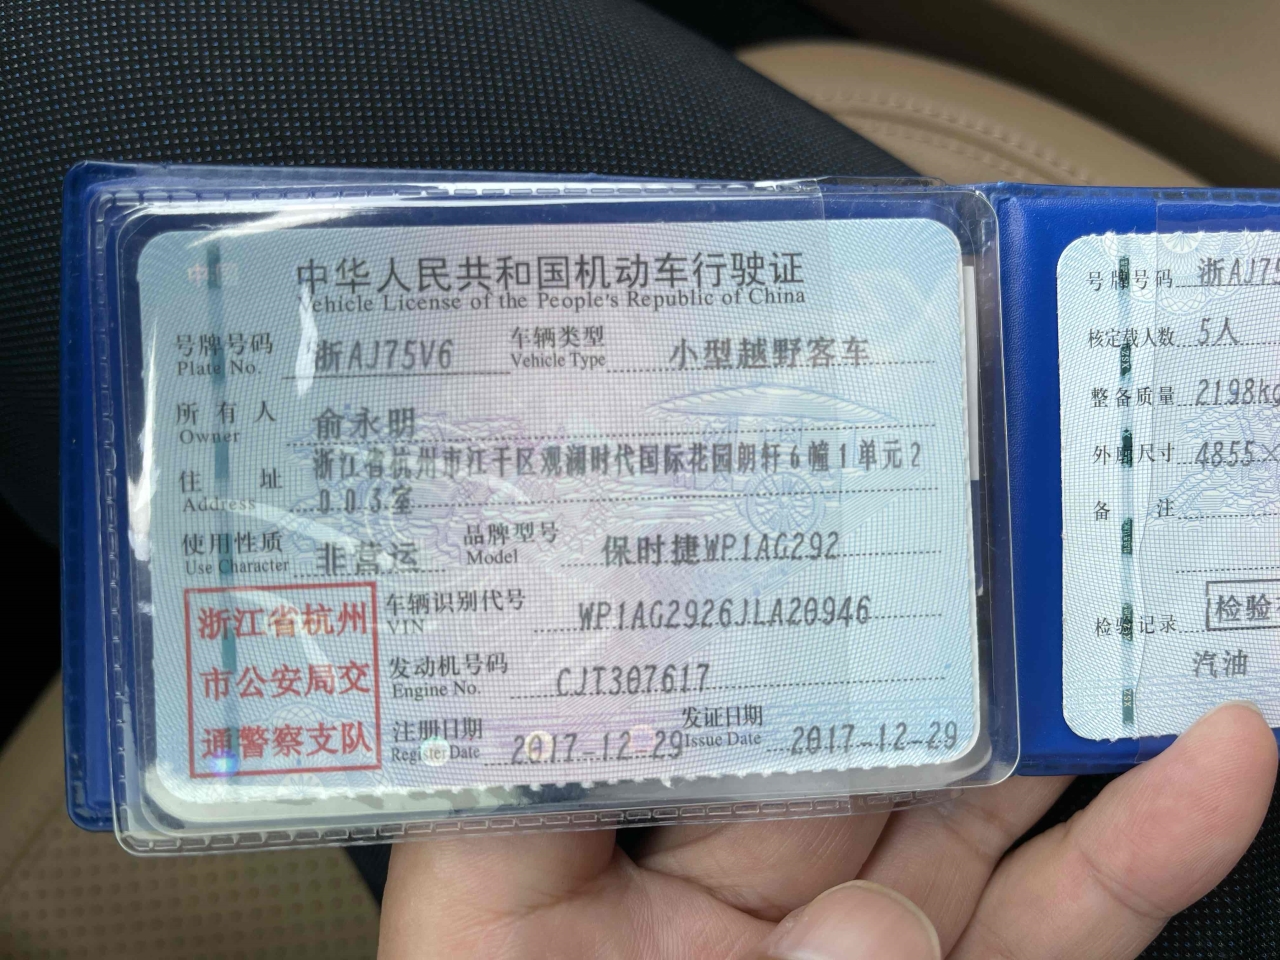 中国
中华人民共和国机动车行驶证
Vehicle License of the People's Republic of China
号牌号码 浙AJ75V6 车辆类型 小型越野客车
Plate No. Vehicle Type
所有人 俞永明
Owner
住址 浙江省杭州市江干区观澜时代国际花园朗轩6幢1单元2
Address 003室
使用性质 非营运 品牌型号 保时捷WP1AG292
Use Character Model
浙江省杭州
市公安局交
通警察支队
车辆识别代号 WP1AG2926JLA20946
VIN
发动机号码 CJT307617
Engine No.
注册日期 2017-12-29 发证日期 2017-12-29
Register Date Issue Date
号牌号码 浙AJ75
核定载人数 5人
整备质量 2198kg
外廓尺寸 4855×
备注
检验记录 检验
汽油